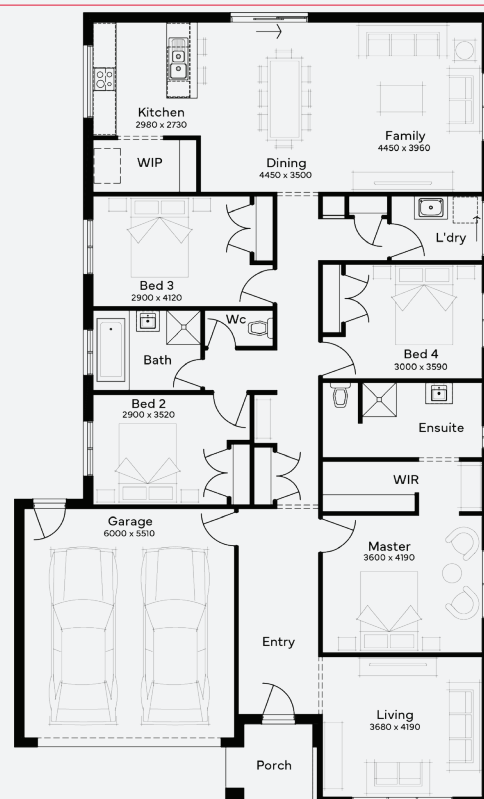 Kitchen
2980 x 2730
WIP
Family
4450 x 3960
Dining
4450 x 3500
L'dry
Bed 3
2900 x 4120
Wc
Bath
Bed 4
3000 x 3590
Bed 2
2900 x 3520
Ensuite
WIR
Garage
6000 x 5510
Master
3600 x 4190
Entry
Living
3680 x 4190
Porch